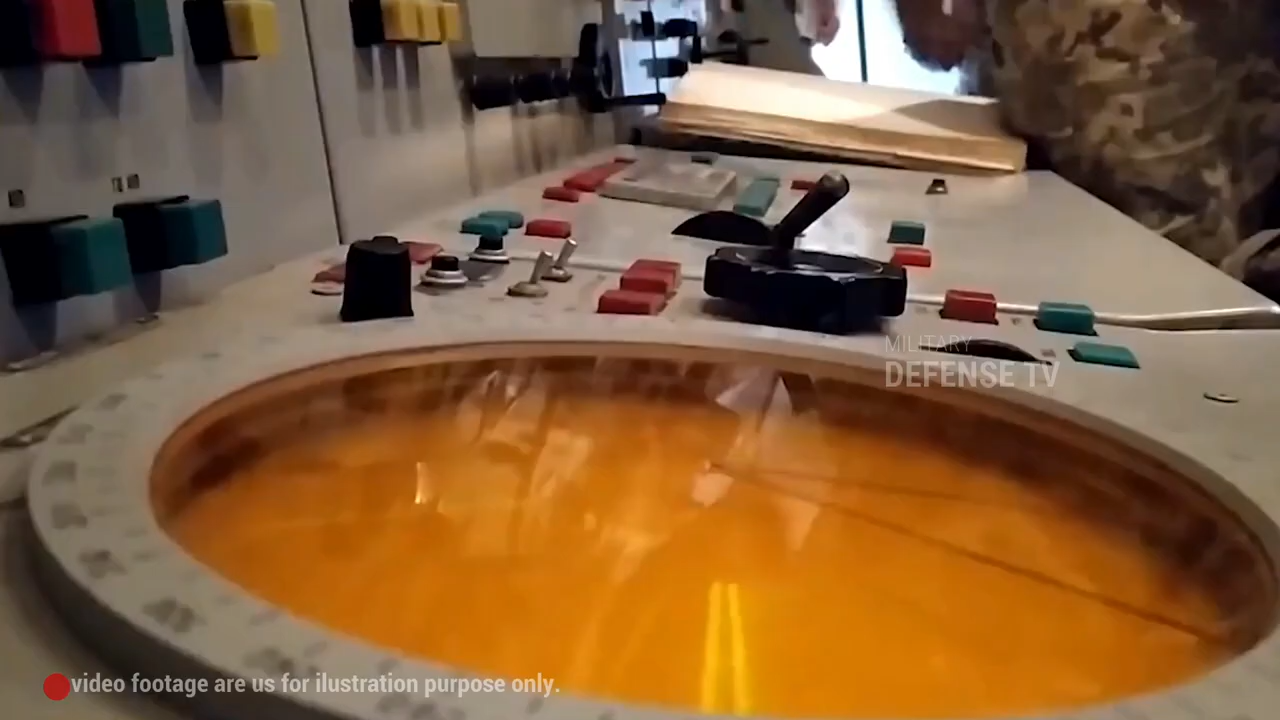 MILITARY
DEFENSE TV
video footage are us for ilustration purpose only.